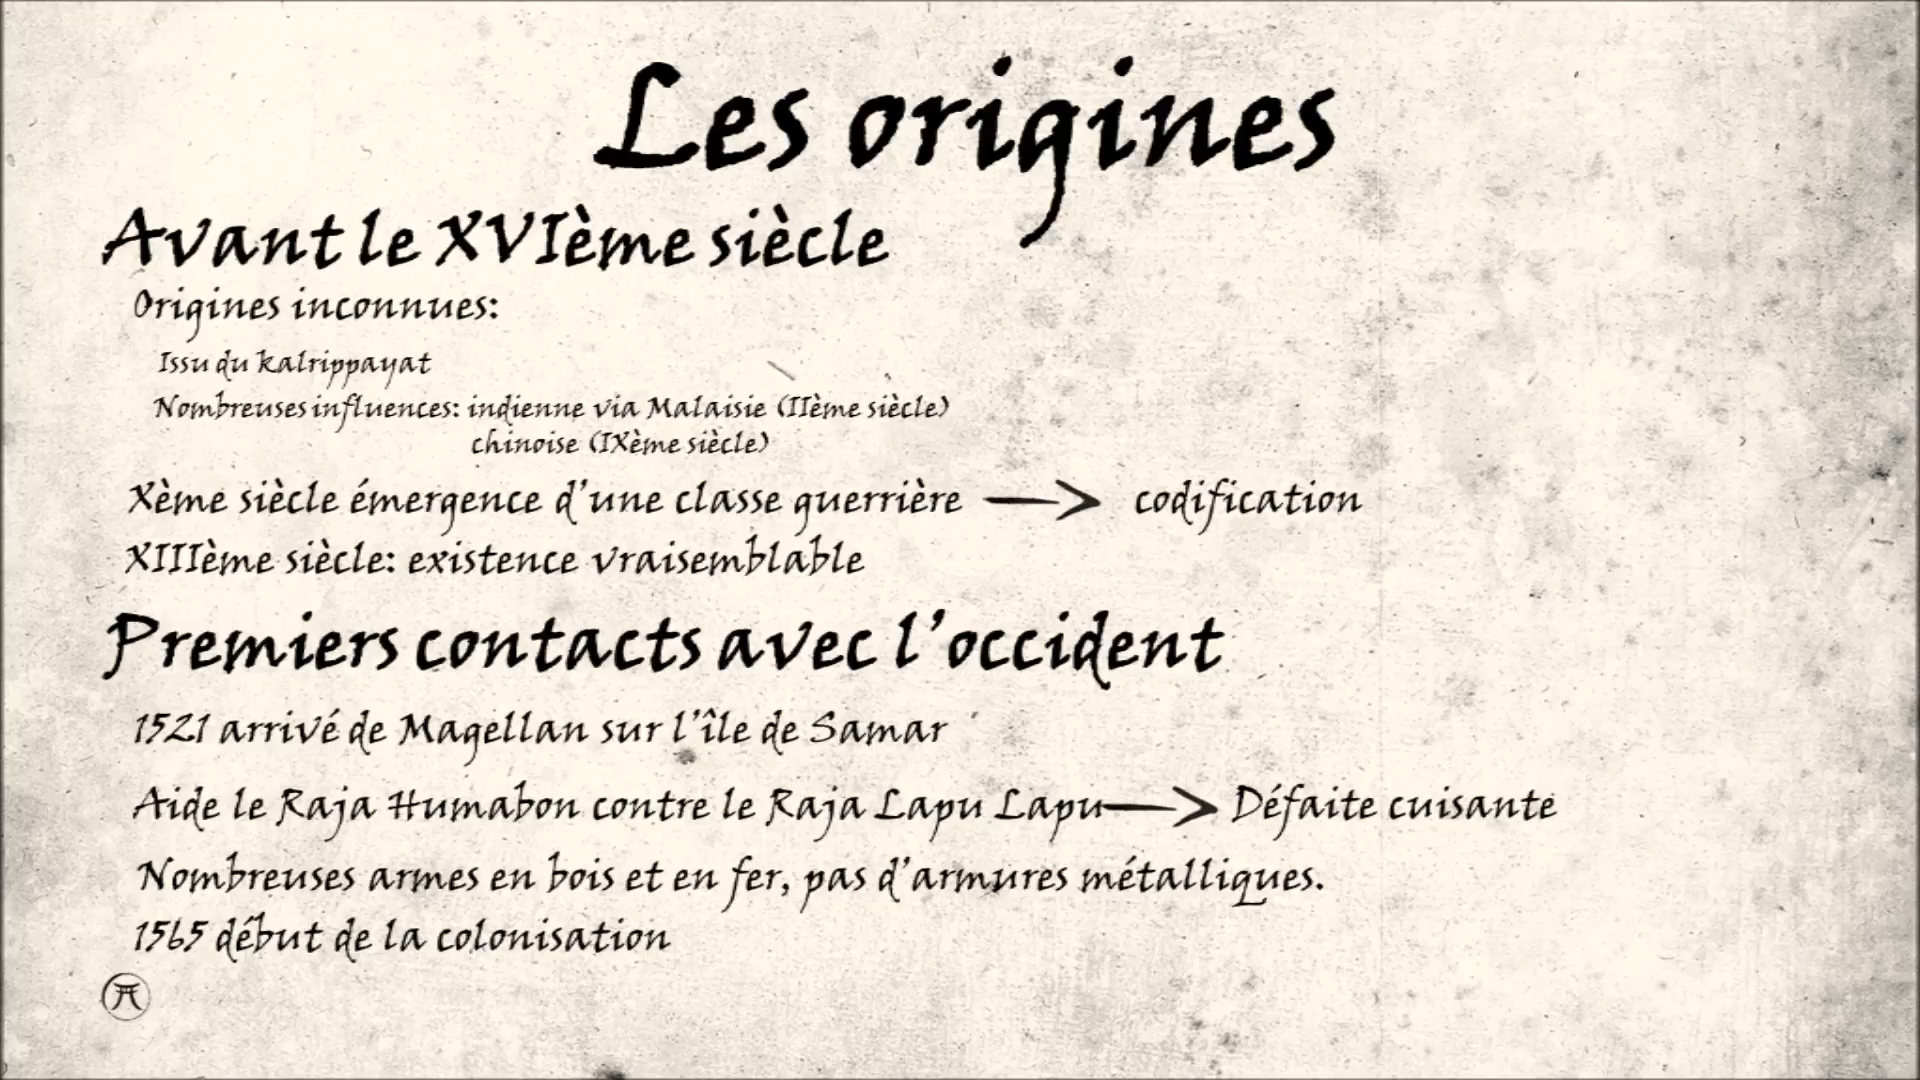 Les origines
Avant le XVIème siècle
Origines inconnues:
Issu du kalrippayat
Nombreuses influences: indienne via Malaisie (IIème siècle)
chinoise (IXème siècle)
Xème siècle émergence d'une classe guerrière → codification
XIIIème siècle: existence vraisemblable
Premiers contacts avec l'occident
1521 arrivé de Magellan sur l'île de Samar
Aide le Raja Humabon contre le Raja Lapu Lapu → Défaite cuisante
Nombreuses armes en bois et en fer, pas d'armures métalliques.
1565 début de la colonisation